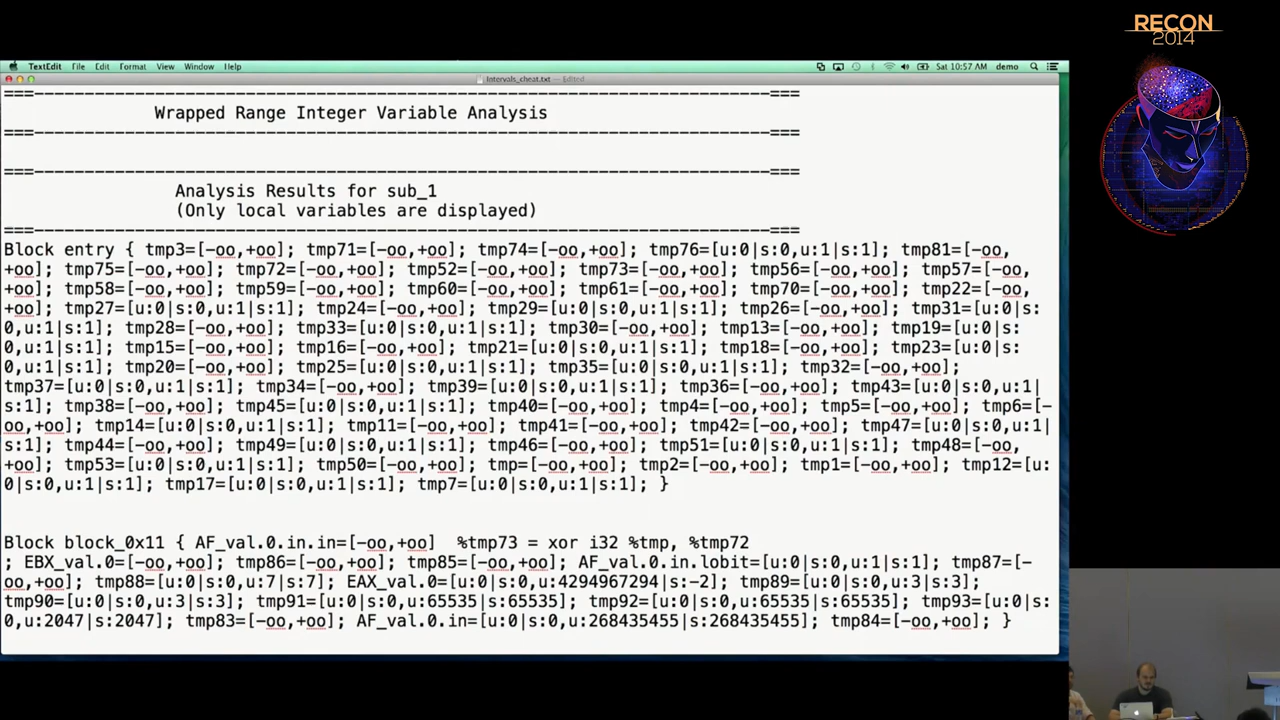 RECON
2014
TextEdit File Edit Format View Window Help
Sat 10:57 AM demo
Intervals_cheat.txt — Edited
===-------------------------------------------------------------------------===
Wrapped Range Integer Variable Analysis
===-------------------------------------------------------------------------===
===-------------------------------------------------------------------------===
Analysis Results for sub_1
(Only local variables are displayed)
===-------------------------------------------------------------------------===
Block entry { tmp3=[-oo,+oo]; tmp71=[-oo,+oo]; tmp74=[-oo,+oo]; tmp76=[u:0|s:0,u:1|s:1]; tmp81=[-oo,
+oo]; tmp75=[-oo,+oo]; tmp72=[-oo,+oo]; tmp52=[-oo,+oo]; tmp73=[-oo,+oo]; tmp56=[-oo,+oo]; tmp57=[-oo,
+oo]; tmp58=[-oo,+oo]; tmp59=[-oo,+oo]; tmp60=[-oo,+oo]; tmp61=[-oo,+oo]; tmp70=[-oo,+oo]; tmp22=[-oo,
+oo]; tmp27=[u:0|s:0,u:1|s:1]; tmp24=[-oo,+oo]; tmp29=[u:0|s:0,u:1|s:1]; tmp26=[-oo,+oo]; tmp31=[u:0|s:
0,u:1|s:1]; tmp28=[-oo,+oo]; tmp33=[u:0|s:0,u:1|s:1]; tmp30=[-oo,+oo]; tmp13=[-oo,+oo]; tmp19=[u:0|s:
0,u:1|s:1]; tmp15=[-oo,+oo]; tmp16=[-oo,+oo]; tmp21=[u:0|s:0,u:1|s:1]; tmp18=[-oo,+oo]; tmp23=[u:0|s:
0,u:1|s:1]; tmp20=[-oo,+oo]; tmp25=[u:0|s:0,u:1|s:1]; tmp35=[u:0|s:0,u:1|s:1]; tmp32=[-oo,+oo];
tmp37=[u:0|s:0,u:1|s:1]; tmp34=[-oo,+oo]; tmp39=[u:0|s:0,u:1|s:1]; tmp36=[-oo,+oo]; tmp43=[u:0|s:0,u:1|
s:1]; tmp38=[-oo,+oo]; tmp45=[u:0|s:0,u:1|s:1]; tmp40=[-oo,+oo]; tmp4=[-oo,+oo]; tmp5=[-oo,+oo]; tmp6=[-
oo,+oo]; tmp14=[u:0|s:0,u:1|s:1]; tmp11=[-oo,+oo]; tmp41=[-oo,+oo]; tmp42=[-oo,+oo]; tmp47=[u:0|s:0,u:1|
s:1]; tmp44=[-oo,+oo]; tmp49=[u:0|s:0,u:1|s:1]; tmp46=[-oo,+oo]; tmp51=[u:0|s:0,u:1|s:1]; tmp48=[-oo,
+oo]; tmp53=[u:0|s:0,u:1|s:1]; tmp50=[-oo,+oo]; tmp=[-oo,+oo]; tmp2=[-oo,+oo]; tmp1=[-oo,+oo]; tmp12=[u:
0|s:0,u:1|s:1]; tmp17=[u:0|s:0,u:1|s:1]; tmp7=[u:0|s:0,u:1|s:1]; }
Block block_0x11 { AF_val.0.in.in=[-oo,+oo]  %tmp73 = xor i32 %tmp, %tmp72
; EBX_val.0=[-oo,+oo]; tmp86=[-oo,+oo]; tmp85=[-oo,+oo]; AF_val.0.in.lobit=[u:0|s:0,u:1|s:1]; tmp87=[-
oo,+oo]; tmp88=[u:0|s:0,u:7|s:7]; EAX_val.0=[u:0|s:0,u:4294967294|s:-2]; tmp89=[u:0|s:0,u:3|s:3];
tmp90=[u:0|s:0,u:3|s:3]; tmp91=[u:0|s:0,u:65535|s:65535]; tmp92=[u:0|s:0,u:65535|s:65535]; tmp93=[u:0|s:
0,u:2047|s:2047]; tmp83=[-oo,+oo]; AF_val.0.in=[u:0|s:0,u:268435455|s:268435455]; tmp84=[-oo,+oo]; }